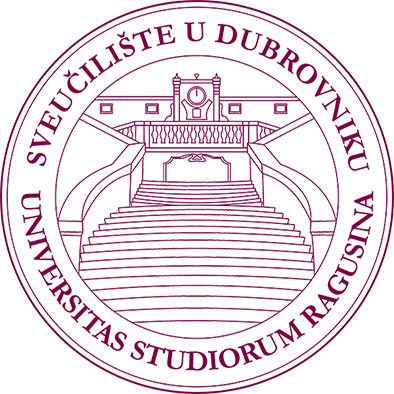 SVEUČILIŠTE U DUBROVNIKU
UNIVERSITAS STUDIORUM RAGUSINA